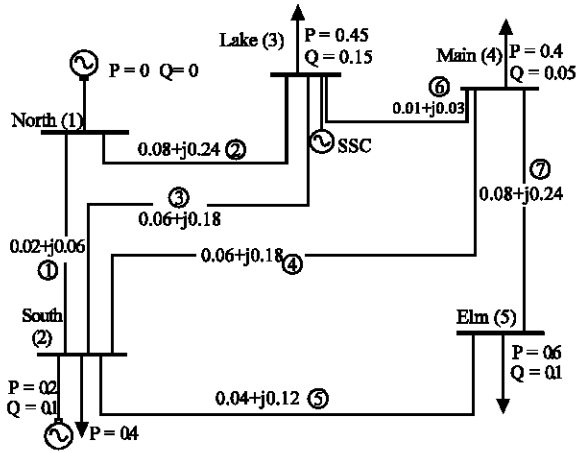 Lake (3)
P = 0.45
Q = 0.15
Main (4)
P = 0.4
Q = 0.05
P = 0 Q= 0
North (1)
⑥
0.01+j0.03
0.08+j0.24 ②
SSC
⑦
0.08+j0.24
③
0.06+j0.18
0.02+j0.06
①
0.06+j0.18 ④
South
(2)
Elm (5)
P = 0.6
Q = 0.1
P = 0.2
Q = 0.1
P = 0.4
0.04+j0.12 ⑤